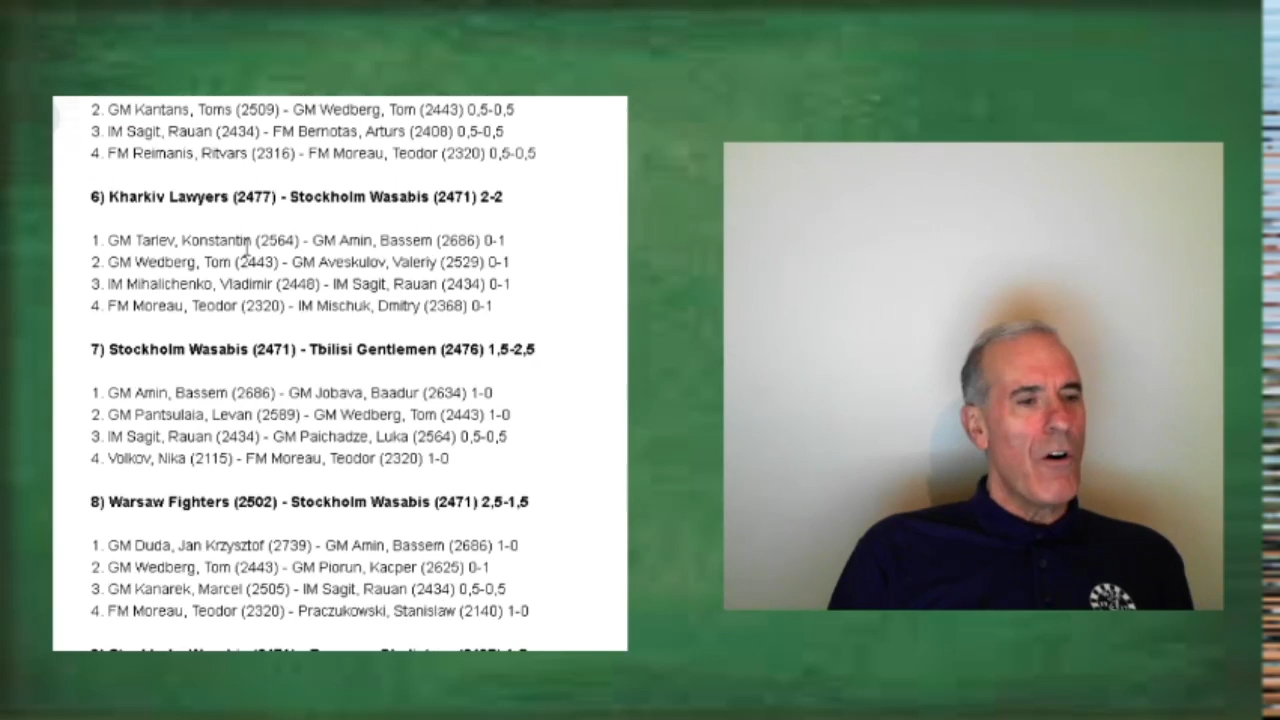 2. GM Kantans, Toms (2509) - GM Wedberg, Tom (2443) 0,5-0,5
3. IM Sagit, Rauan (2434) - FM Bernotas, Arturs (2408) 0,5-0,5
4. FM Reimanis, Ritvars (2316) - FM Moreau, Teodor (2320) 0,5-0,5
6) Kharkiv Lawyers (2477) - Stockholm Wasabis (2471) 2-2
1. GM Tarlev, Konstantin (2564) - GM Amin, Bassem (2686) 0-1
2. GM Wedberg, Tom (2443) - GM Aveskulov, Valeriy (2529) 0-1
3. IM Mihalichenko, Vladimir (2448) - IM Sagit, Rauan (2434) 0-1
4. FM Moreau, Teodor (2320) - IM Mischuk, Dmitry (2368) 0-1
7) Stockholm Wasabis (2471) - Tbilisi Gentlemen (2476) 1,5-2,5
1. GM Amin, Bassem (2686) - GM Jobava, Baadur (2634) 1-0
2. GM Pantsulaia, Levan (2589) - GM Wedberg, Tom (2443) 1-0
3. IM Sagit, Rauan (2434) - GM Paichadze, Luka (2564) 0,5-0,5
4. Volkov, Nika (2115) - FM Moreau, Teodor (2320) 1-0
8) Warsaw Fighters (2502) - Stockholm Wasabis (2471) 2,5-1,5
1. GM Duda, Jan Krzysztof (2739) - GM Amin, Bassem (2686) 1-0
2. GM Wedberg, Tom (2443) - GM Piorun, Kacper (2625) 0-1
3. GM Kanarek, Marcel (2505) - IM Sagit, Rauan (2434) 0,5-0,5
4. FM Moreau, Teodor (2320) - Praczukowski, Stanislaw (2140) 1-0